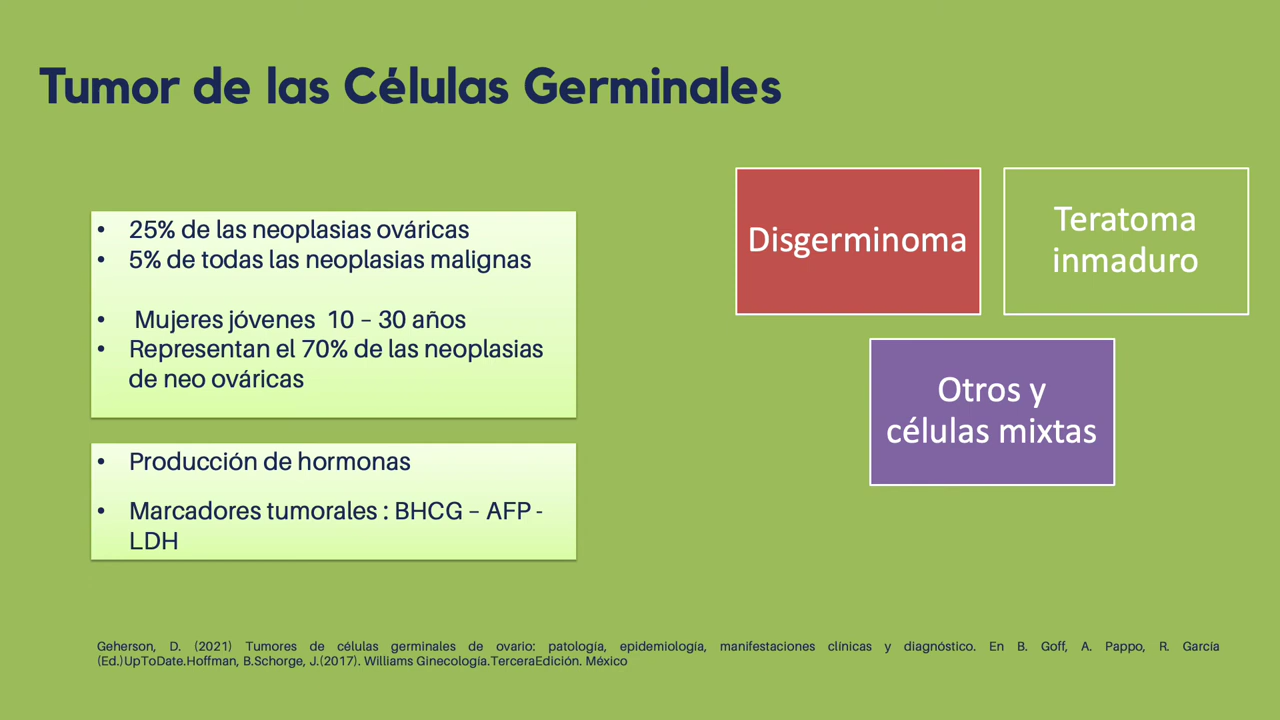 Tumor de las Células Germinales
• 25% de las neoplasias ováricas
• 5% de todas las neoplasias malignas
• Mujeres jóvenes 10 – 30 años
• Representan el 70% de las neoplasias
de neo ováricas
• Producción de hormonas
• Marcadores tumorales : BHCG – AFP -
LDH
Disgerminoma
Teratoma
inmaduro
Otros y
células mixtas
Geherson, D. (2021) Tumores de células germinales de ovario: patología, epidemiología, manifestaciones clínicas y diagnóstico. En B. Goff, A. Pappo, R. García
(Ed.)UpToDate.Hoffman, B.Schorge, J.(2017). Williams Ginecología.TerceraEdición. México